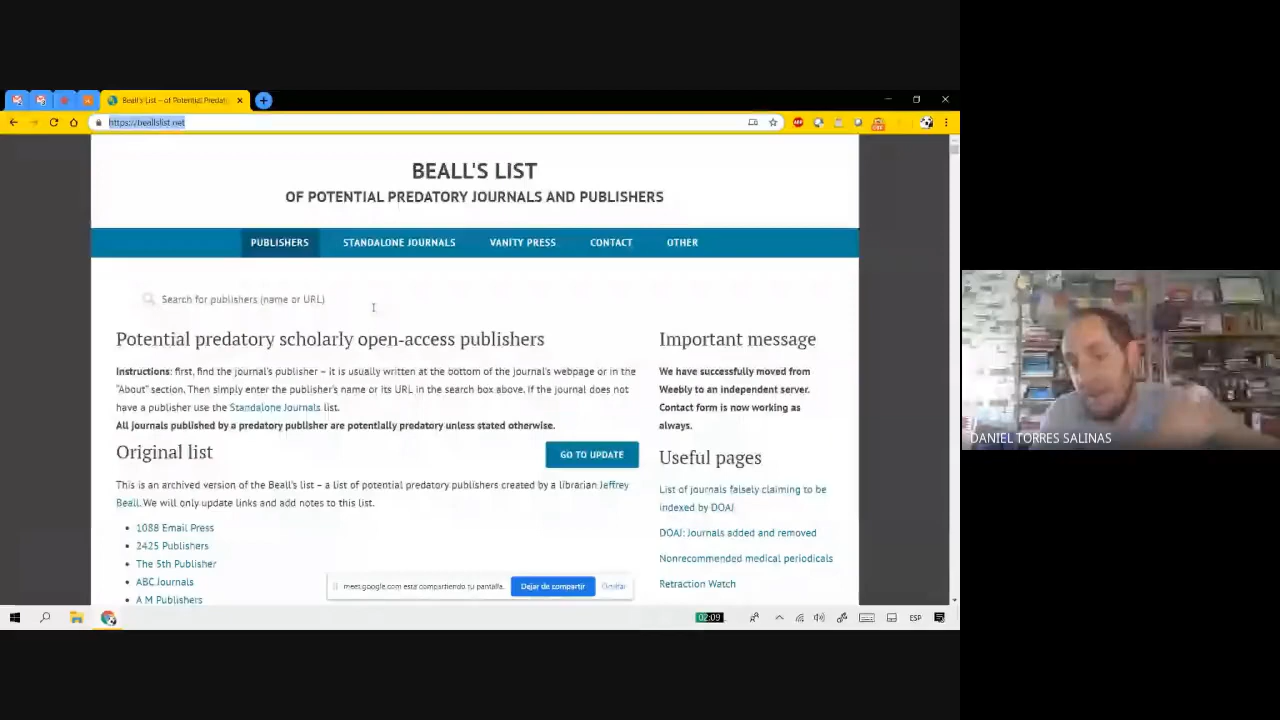 Beall's List – of Potential Predat
https://beallslist.net
BEALL'S LIST
OF POTENTIAL PREDATORY JOURNALS AND PUBLISHERS
PUBLISHERS
STANDALONE JOURNALS
VANITY PRESS
CONTACT
OTHER
Search for publishers (name or URL)
Potential predatory scholarly open-access publishers
Instructions: first, find the journal's publisher – it is usually written at the bottom of the journal's webpage or in the
"About" section. Then simply enter the publisher's name or its URL in the search box above. If the journal does not
have a publisher use the Standalone Journals list.
All journals published by a predatory publisher are potentially predatory unless stated otherwise.
Original list
GO TO UPDATE
This is an archived version of the Beall's list – a list of potential predatory publishers created by a librarian Jeffrey
Beall. We will only update links and add notes to this list.
1088 Email Press
2425 Publishers
The 5th Publisher
ABC Journals
A M Publishers
Important message
We have successfully moved from
Weebly to an independent server.
Contact form is now working as
always.
Useful pages
List of journals falsely claiming to be
indexed by DOAJ
DOAJ: Journals added and removed
Nonrecommended medical periodicals
Retraction Watch
meet.google.com está compartiendo tu pantalla.
Dejar de compartir
Ocultar
02:09
ESP
DANIEL TORRES SALINAS